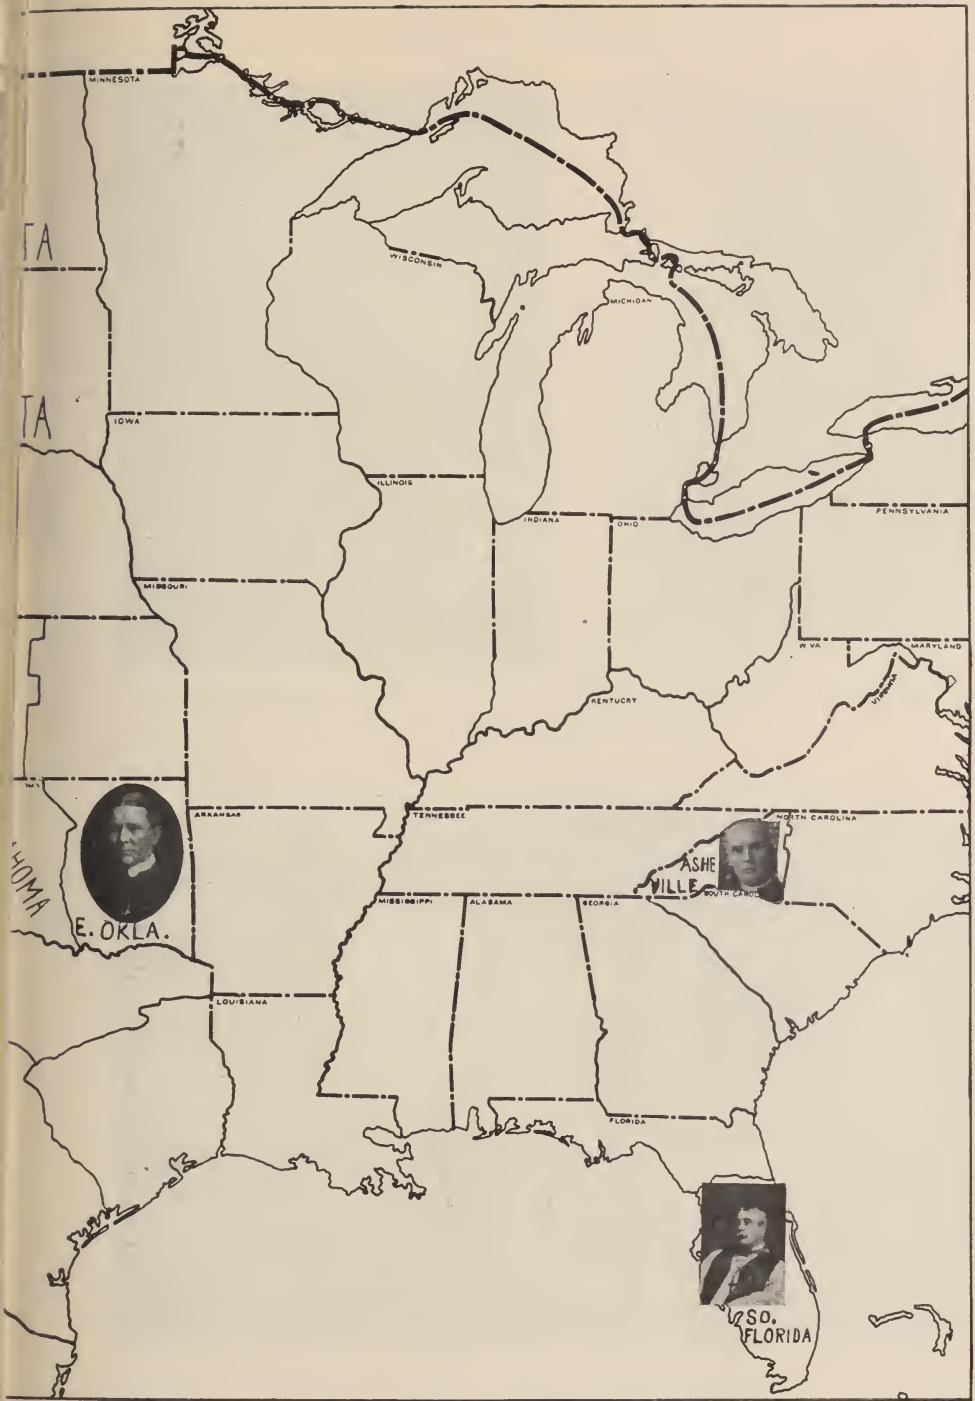 MINNESOTA
TA
WISCONSIN
MICHIGAN
TA
IOWA
ILLINOIS
INDIANA
OHIO
PENNSYLVANIA
MISSOURI
W VA
MARYLAND
KENTUCKY
VIRGINIA
ARKANSAS
TENNESSEE
NORTH CAROLINA
HOMA
ASHE
VILLE
SOUTH CAROL
E. OKLA.
MISSISSIPPI
ALABAMA
GEORGIA
LOUISIANA
FLORIDA
SO.
FLORIDA